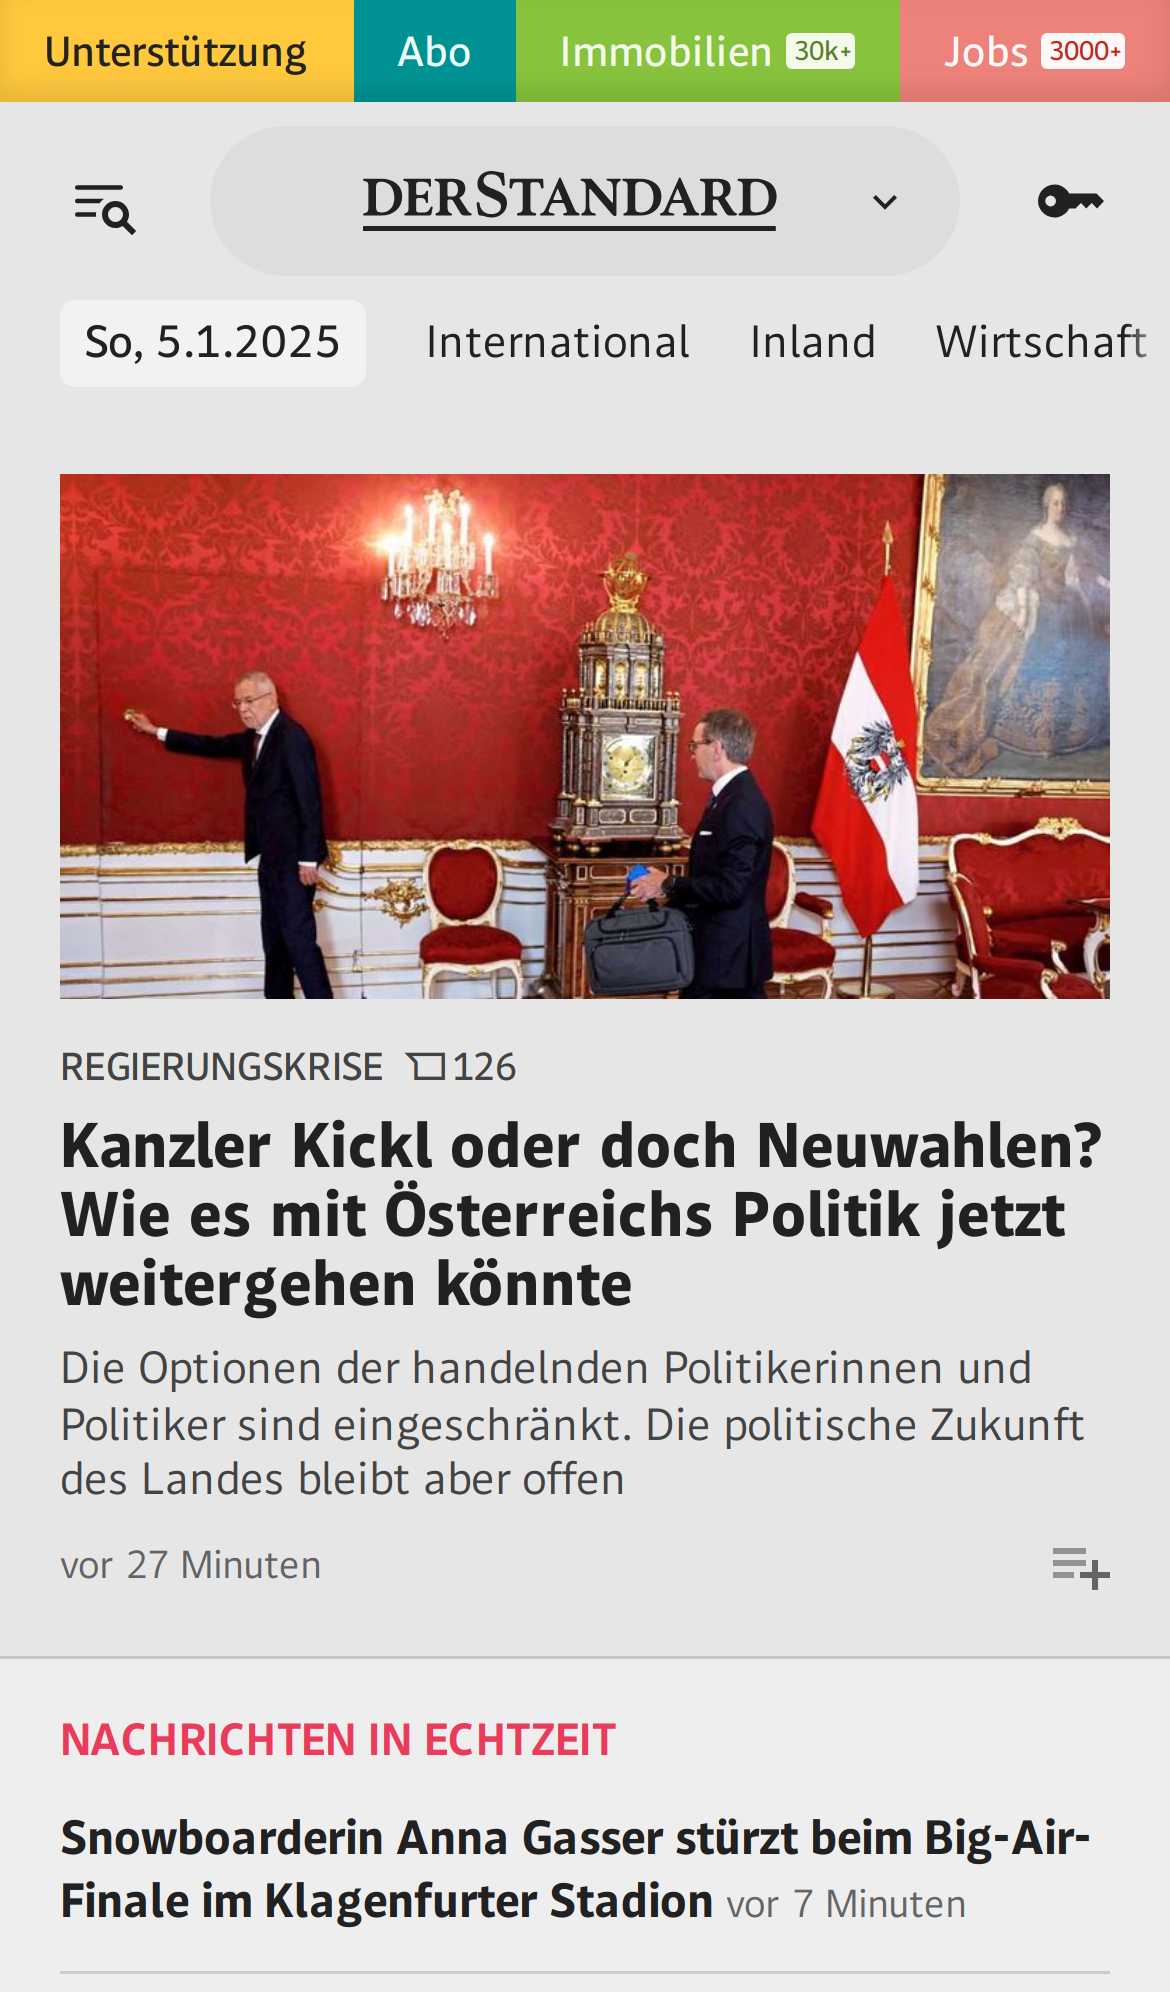 Unterstützung Abo Immobilien 30k+ Jobs 3000+
DERSTANDARD
So, 5.1.2025 International Inland Wirtschaft
REGIERUNGSKRISE 126
Kanzler Kickl oder doch Neuwahlen?
Wie es mit Österreichs Politik jetzt
weitergehen könnte
Die Optionen der handelnden Politikerinnen und
Politiker sind eingeschränkt. Die politische Zukunft
des Landes bleibt aber offen
vor 27 Minuten
NACHRICHTEN IN ECHTZEIT
Snowboarderin Anna Gasser stürzt beim Big-Air-
Finale im Klagenfurter Stadion vor 7 Minuten